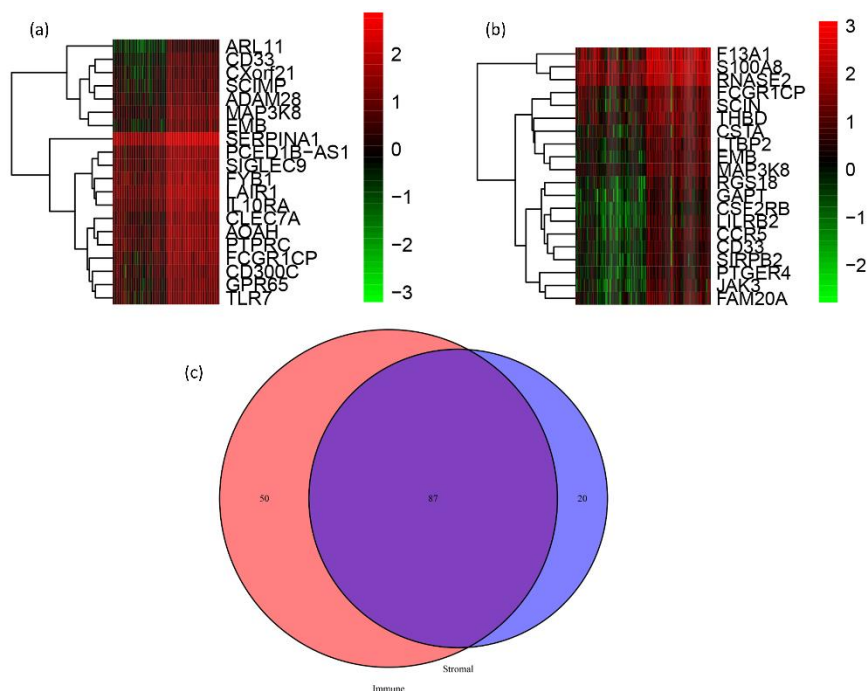 (a)
ARL11
CD33
CXorf21
SCIMP
ADAM28
MAP3K8
EMB
SERPINA1
PCED1B-AS1
SIGLEC9
FYB1
LAIR1
IL10RA
CLEC7A
AOAH
PTPRC
FCGR1CP
CD300C
GPR65
TLR7
2
1
0
−1
−2
−3
(b)
F13A1
S100A8
RNASE2
FCGR1CP
SCIN
THBD
CSTA
LTBP2
EMB
MAP3K8
RGS18
GAPT
CSF2RB
LILRB2
CCR5
CD33
SIRPB2
PTGER4
JAK3
FAM20A
3
2
1
0
−1
−2
(c)
50
87
20
Stromal
Immune